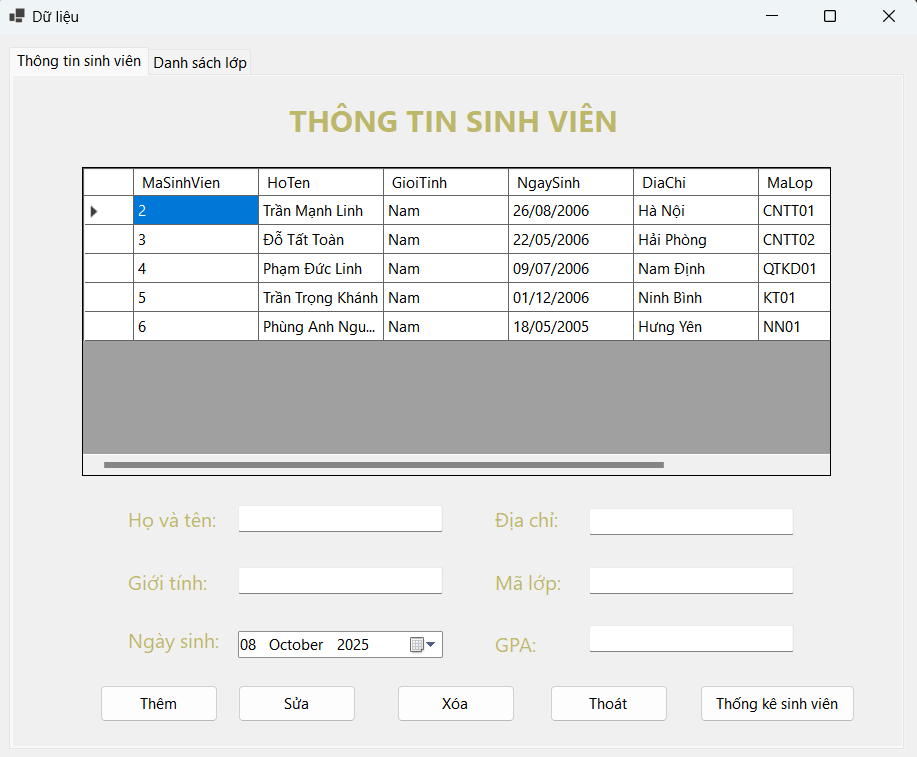 Dữ liệu
Thông tin sinh viên Danh sách lớp
THÔNG TIN SINH VIÊN
MaSinhVien HoTen GioiTinh NgaySinh DiaChi MaLop
2 Trần Mạnh Linh Nam 26/08/2006 Hà Nội CNTT01
3 Đỗ Tất Toàn Nam 22/05/2006 Hải Phòng CNTT02
4 Phạm Đức Linh Nam 09/07/2006 Nam Định QTKD01
5 Trần Trọng Khánh Nam 01/12/2006 Ninh Bình KT01
6 Phùng Anh Ngu... Nam 18/05/2005 Hưng Yên NN01
Họ và tên: Địa chỉ:
Giới tính: Mã lớp:
Ngày sinh: 08 October 2025 GPA:
Thêm Sửa Xóa Thoát Thống kê sinh viên